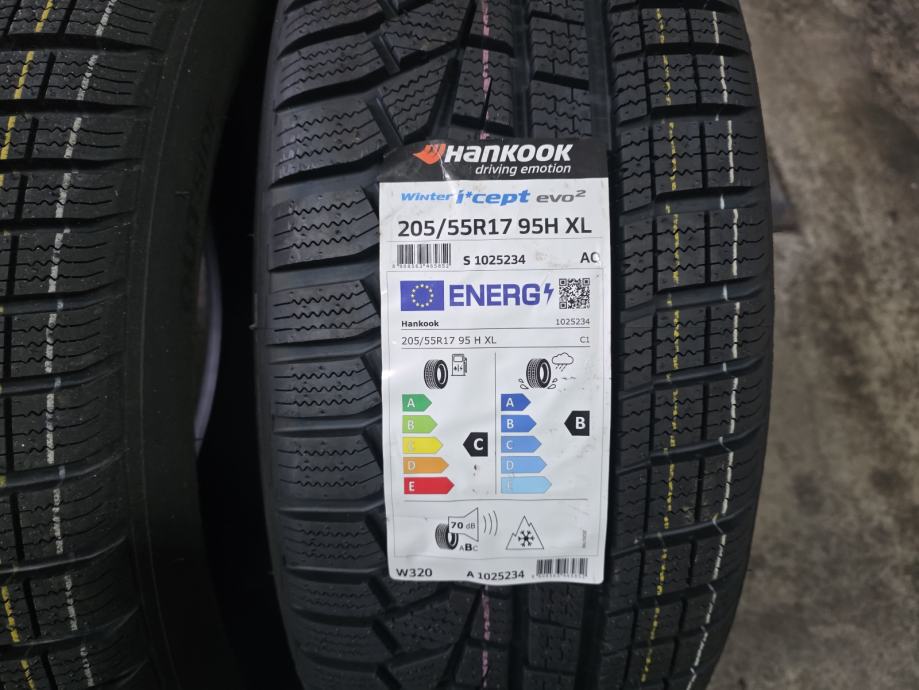 HANKOOK
driving emotion
Winter i*cept evo2
205/55R17 95H XL
S 1025234 AO
ENERG
Hankook 1025234
205/55R17 95 H XL C1
A A
B B B
C C C
D D
E E
70 dB
ABC
W320 A 1025234